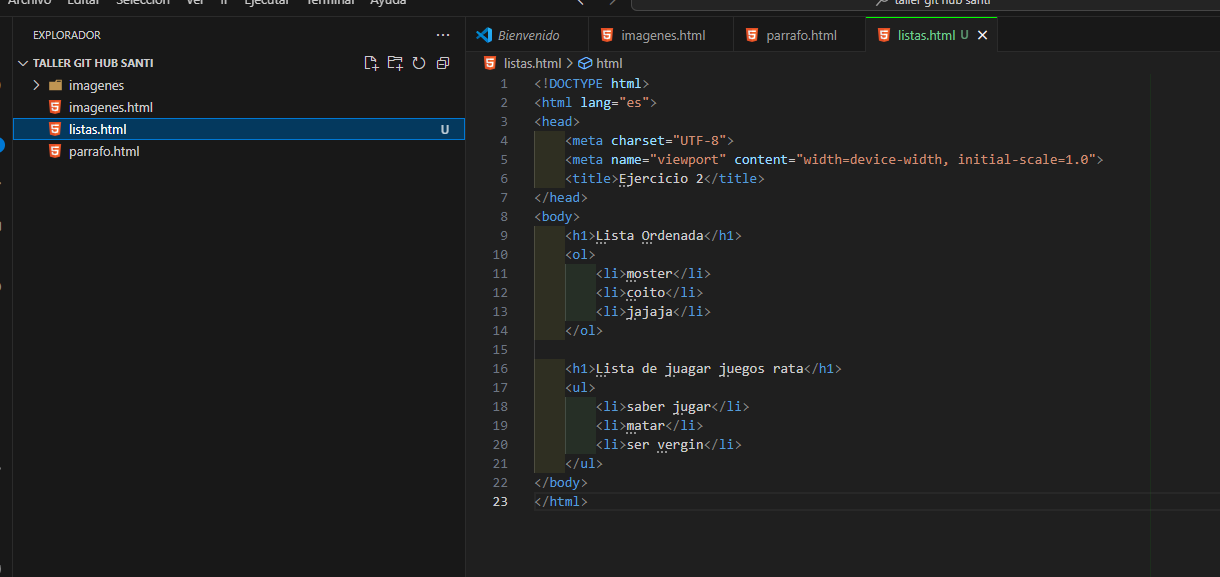 Archivo Editar Selección Ver Ir Ejecutar Terminal Ayuda
taller git hub santi
EXPLORADOR
TALLER GIT HUB SANTI
imagenes
imagenes.html
listas.html U
parrafo.html
Bienvenido imagenes.html parrafo.html listas.html U
listas.html > html
1 <!DOCTYPE html>
2 <html lang="es">
3 <head>
4 <meta charset="UTF-8">
5 <meta name="viewport" content="width=device-width, initial-scale=1.0">
6 <title>Ejercicio 2</title>
7 </head>
8 <body>
9 <h1>Lista Ordenada</h1>
10 <ol>
11 <li>moster</li>
12 <li>coito</li>
13 <li>jajaja</li>
14 </ol>
15
16 <h1>Lista de juagar juegos rata</h1>
17 <ul>
18 <li>saber jugar</li>
19 <li>matar</li>
20 <li>ser vergin</li>
21 </ul>
22 </body>
23 </html>